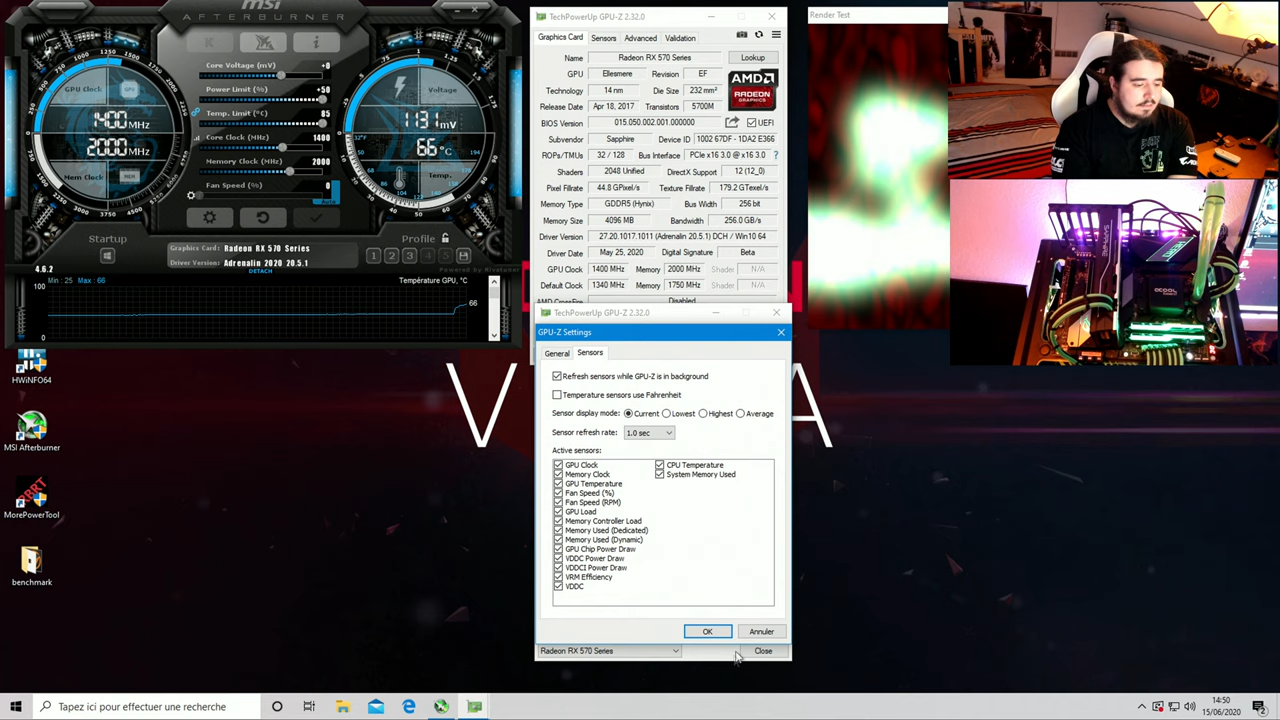 msi
AFTERBURNER
GPU Clock
GPU
1400 MHz
2000 MHz
Mem Clock
MEM
Core Voltage (mV)
+0
Power Limit (%)
+50
Temp. Limit (°C)
85
Core Clock (MHz)
1400
Memory Clock (MHz)
2000
Fan Speed (%)
0
Auto
Voltage
1131 mV
66 °C
Temp.
Startup
Profile
1 2 3
Graphics Card: Radeon RX 570 Series
Driver Version: Adrenalin 2020 20.5.1
DETACH
4.6.2
Powered by Rivatuner
100
Min : 25 Max : 66
Température GPU, °C
66
0
HWiNFO64
MSI Afterburner
RBRT
MorePowerTool
benchmark
TechPowerUp GPU-Z 2.32.0
Graphics Card
Sensors
Advanced
Validation
Name
Radeon RX 570 Series
Lookup
GPU
Ellesmere
Revision
EF
AMD
RADEON
GRAPHICS
Technology
14 nm
Die Size
232 mm²
Release Date
Apr 18, 2017
Transistors
5700M
BIOS Version
015.050.002.001.000000
UEFI
Subvendor
Sapphire
Device ID
1002 67DF - 1DA2 E366
ROPs/TMUs
32 / 128
Bus Interface
PCIe x16 3.0 @ x16 3.0
?
Shaders
2048 Unified
DirectX Support
12 (12_0)
Pixel Fillrate
44.8 GPixel/s
Texture Fillrate
179.2 GTexel/s
Memory Type
GDDR5 (Hynix)
Bus Width
256 bit
Memory Size
4096 MB
Bandwidth
256.0 GB/s
Driver Version
27.20.1017.1011 (Adrenalin 20.5.1) DCH / Win10 64
Driver Date
May 25, 2020
Digital Signature
Beta
GPU Clock
1400 MHz
Memory
2000 MHz
Shader
N/A
Default Clock
1340 MHz
Memory
1750 MHz
Shader
N/A
AMD CrossFire
Disabled
TechPowerUp GPU-Z 2.32.0
GPU-Z Settings
General
Sensors
Refresh sensors while GPU-Z is in background
Temperature sensors use Fahrenheit
Sensor display mode:
Current
Lowest
Highest
Average
Sensor refresh rate:
1.0 sec
Active sensors:
GPU Clock
Memory Clock
GPU Temperature
Fan Speed (%)
Fan Speed (RPM)
GPU Load
Memory Controller Load
Memory Used (Dedicated)
Memory Used (Dynamic)
GPU Chip Power Draw
VDDC Power Draw
VDDCI Power Draw
VRM Efficiency
VDDC
CPU Temperature
System Memory Used
OK
Annuler
Radeon RX 570 Series
Close
Render Test
V
A
Tapez ici pour effectuer une recherche
14:50
15/06/2020
2